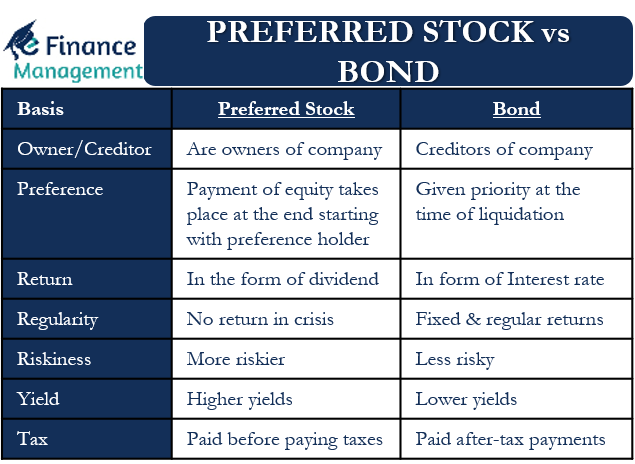 e Finance
Management
PREFERRED STOCK vs
BOND
Basis
Preferred Stock
Bond
Owner/Creditor
Are owners of company
Creditors of company
Preference
Payment of equity takes
place at the end starting
with preference holder
Given priority at the
time of liquidation
Return
In the form of dividend
In form of Interest rate
Regularity
No return in crisis
Fixed & regular returns
Riskiness
More riskier
Less risky
Yield
Higher yields
Lower yields
Tax
Paid before paying taxes
Paid after-tax payments